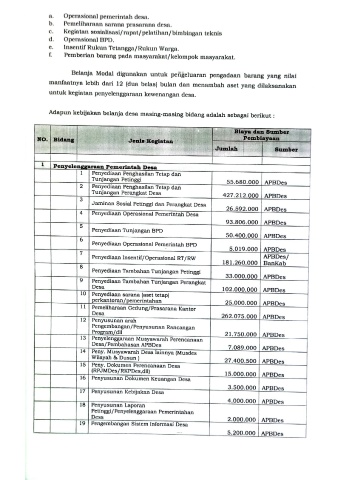 a. Operasional pemerintah desa.
b. Pemeliharaan sarana prasarana desa.
c. Kegiatan sosialisasi/rapat/pelatihan/bimbingan teknis
d. Operasional BPD.
e. Insentif Rukun Tetangga/Rukun Warga.
f. Pemberian barang pada masyarakat/kelompok masyarakat.
Belanja Modal digunakan untuk pengeluaran pengadaan barang yang nilai
manfaatnya lebih dari 12 (dua belas) bulan dan menambah aset yang dilaksanakan
untuk kegiatan penyelenggaraan kewenangan desa.
Adapun kebijakan belanja desa masing-masing bidang adalah sebagai berikut :
NO. Bidang Jenis Kegiatan Biaya dan Sumber
Pembiayaan
Jumlah Sumber
1 Penyelenggaraan Pemerintah Desa
1 Penyediaan Penghasilan Tetap dan
Tunjangan Petinggi 55.680.000 APBDes
2 Penyediaan Penghasilan Tetap dan
Tunjangan Perangkat Desa 427.212.000 APBDes
3 Jaminan Sosial Petinggi dan Perangkat Desa 26.592.000 APBDes
4 Penyediaan Operasional Pemerintah Desa 93.806.000 APBDes
5 Penyediaan Tunjangan BPD 50.400.000 APBDes
6 Penyediaan Operasional Pemerintah BPD 5.019.000 APBDes
7 Penyediaan Insentif/Operasional RT/RW 181.260.000 APBDes/
BanKab
8 Penyediaan Tambahan Tunjangan Petinggi 33.000.000 APBDes
9 Penyediaan Tambahan Tunjangan Perangkat
Desa 102.000.000 APBDes
10 Penyediaan sarana (aset tetap)
perkantoran/pemerintahan 25.000.000 APBDes
11 Pemeliharaan Gedung/Prasarana Kantor
Desa 262.075.000 APBDes
12 Penyusunan arah
Pengembangan/Penyusunan Rancangan
Program/dll 21.750.000 APBDes
13 Penyelenggaraan Musyawarah Perencanaan
Desa/Pembahasan APBDes 7.089.000 APBDes
14 Peny. Musyawarah Desa lainnya (Musdes
Wilayah & Dusun ) 27.400.500 APBDes
15 Peny. Dokumen Perencanaan Desa
(RPJMDes/RKPDes,dll) 15.000.000 APBDes
16 Penyusunan Dokumen Keuangan Desa 3.500.000 APBDes
17 Penyusunan Kebijakan Desa 4.000.000 APBDes
18 Penyusunan Laporan
Petinggi/Penyelenggaraan Pemerintahan
Desa 2.000.000 APBDes
19 Pengembangan Sistem Informasi Desa 5.200.000 APBDes